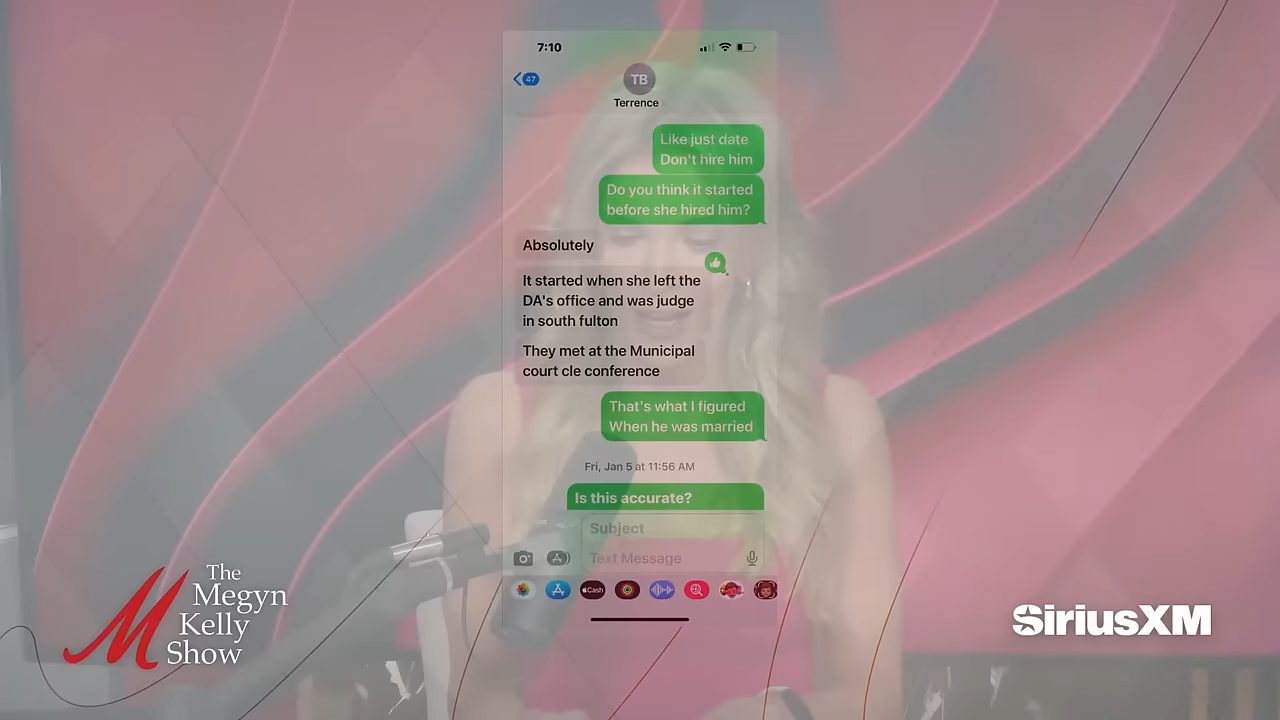 7:10
47
TB
Terrence
Like just date
Don't hire him
Do you think it started
before she hired him?
Absolutely
It started when she left the
DA's office and was judge
in south fulton
They met at the Municipal
court cle conference
That's what I figured
When he was married
Fri, Jan 5 at 11:56 AM
Is this accurate?
Subject
Text Message
Cash
The
Megyn
Kelly
Show
SiriusXM